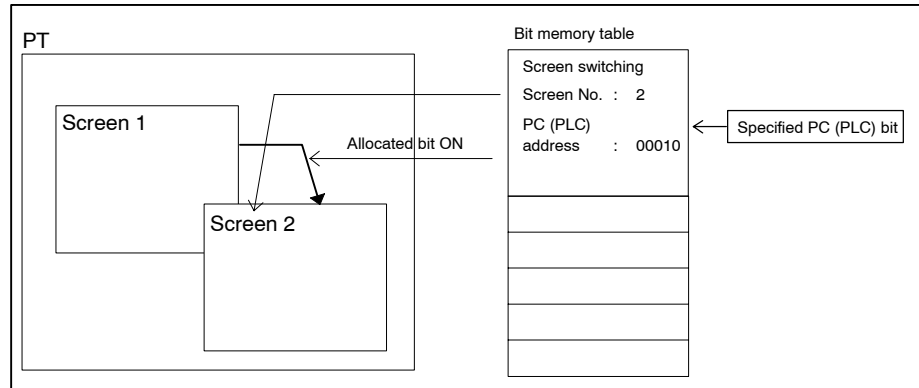 PT
Screen 1
Screen 2
Allocated bit ON
Bit memory table
Screen switching
Screen No. : 2
PC (PLC)
address : 00010
Specified PC (PLC) bit